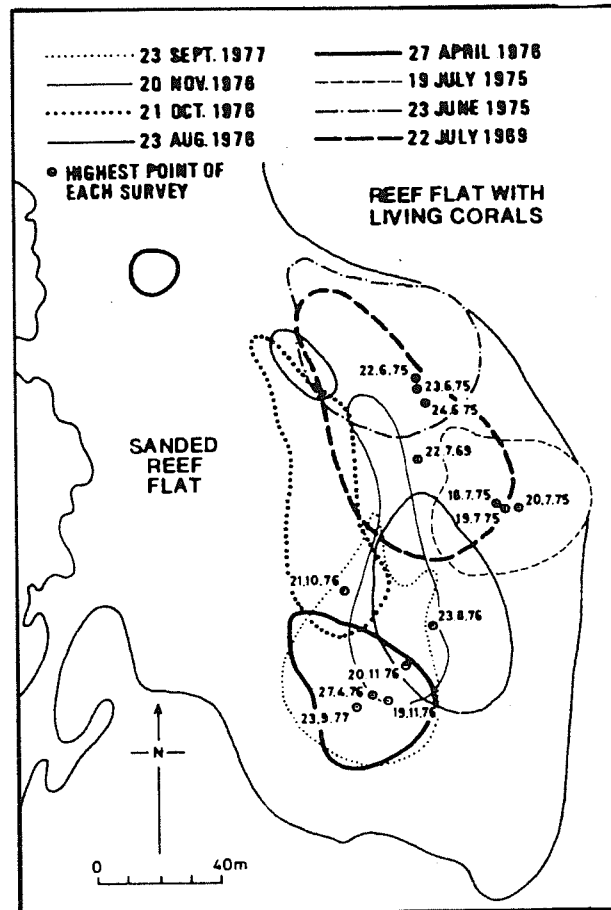 23 SEPT. 1977
20 NOV. 1976
21 OCT. 1976
23 AUG. 1976
HIGHEST POINT OF
EACH SURVEY
27 APRIL 1976
19 JULY 1975
23 JUNE 1975
22 JULY 1969
REEF FLAT WITH
LIVING CORALS
22.6.75
23.6.75
24.6.75
SANDED
REEF
FLAT
22.7.69
18.7.75
20.7.75
19.7.75
21.10.76
23.8.76
20.11.76
27.4.76
23.9.77
19.11.76
N
0 40m